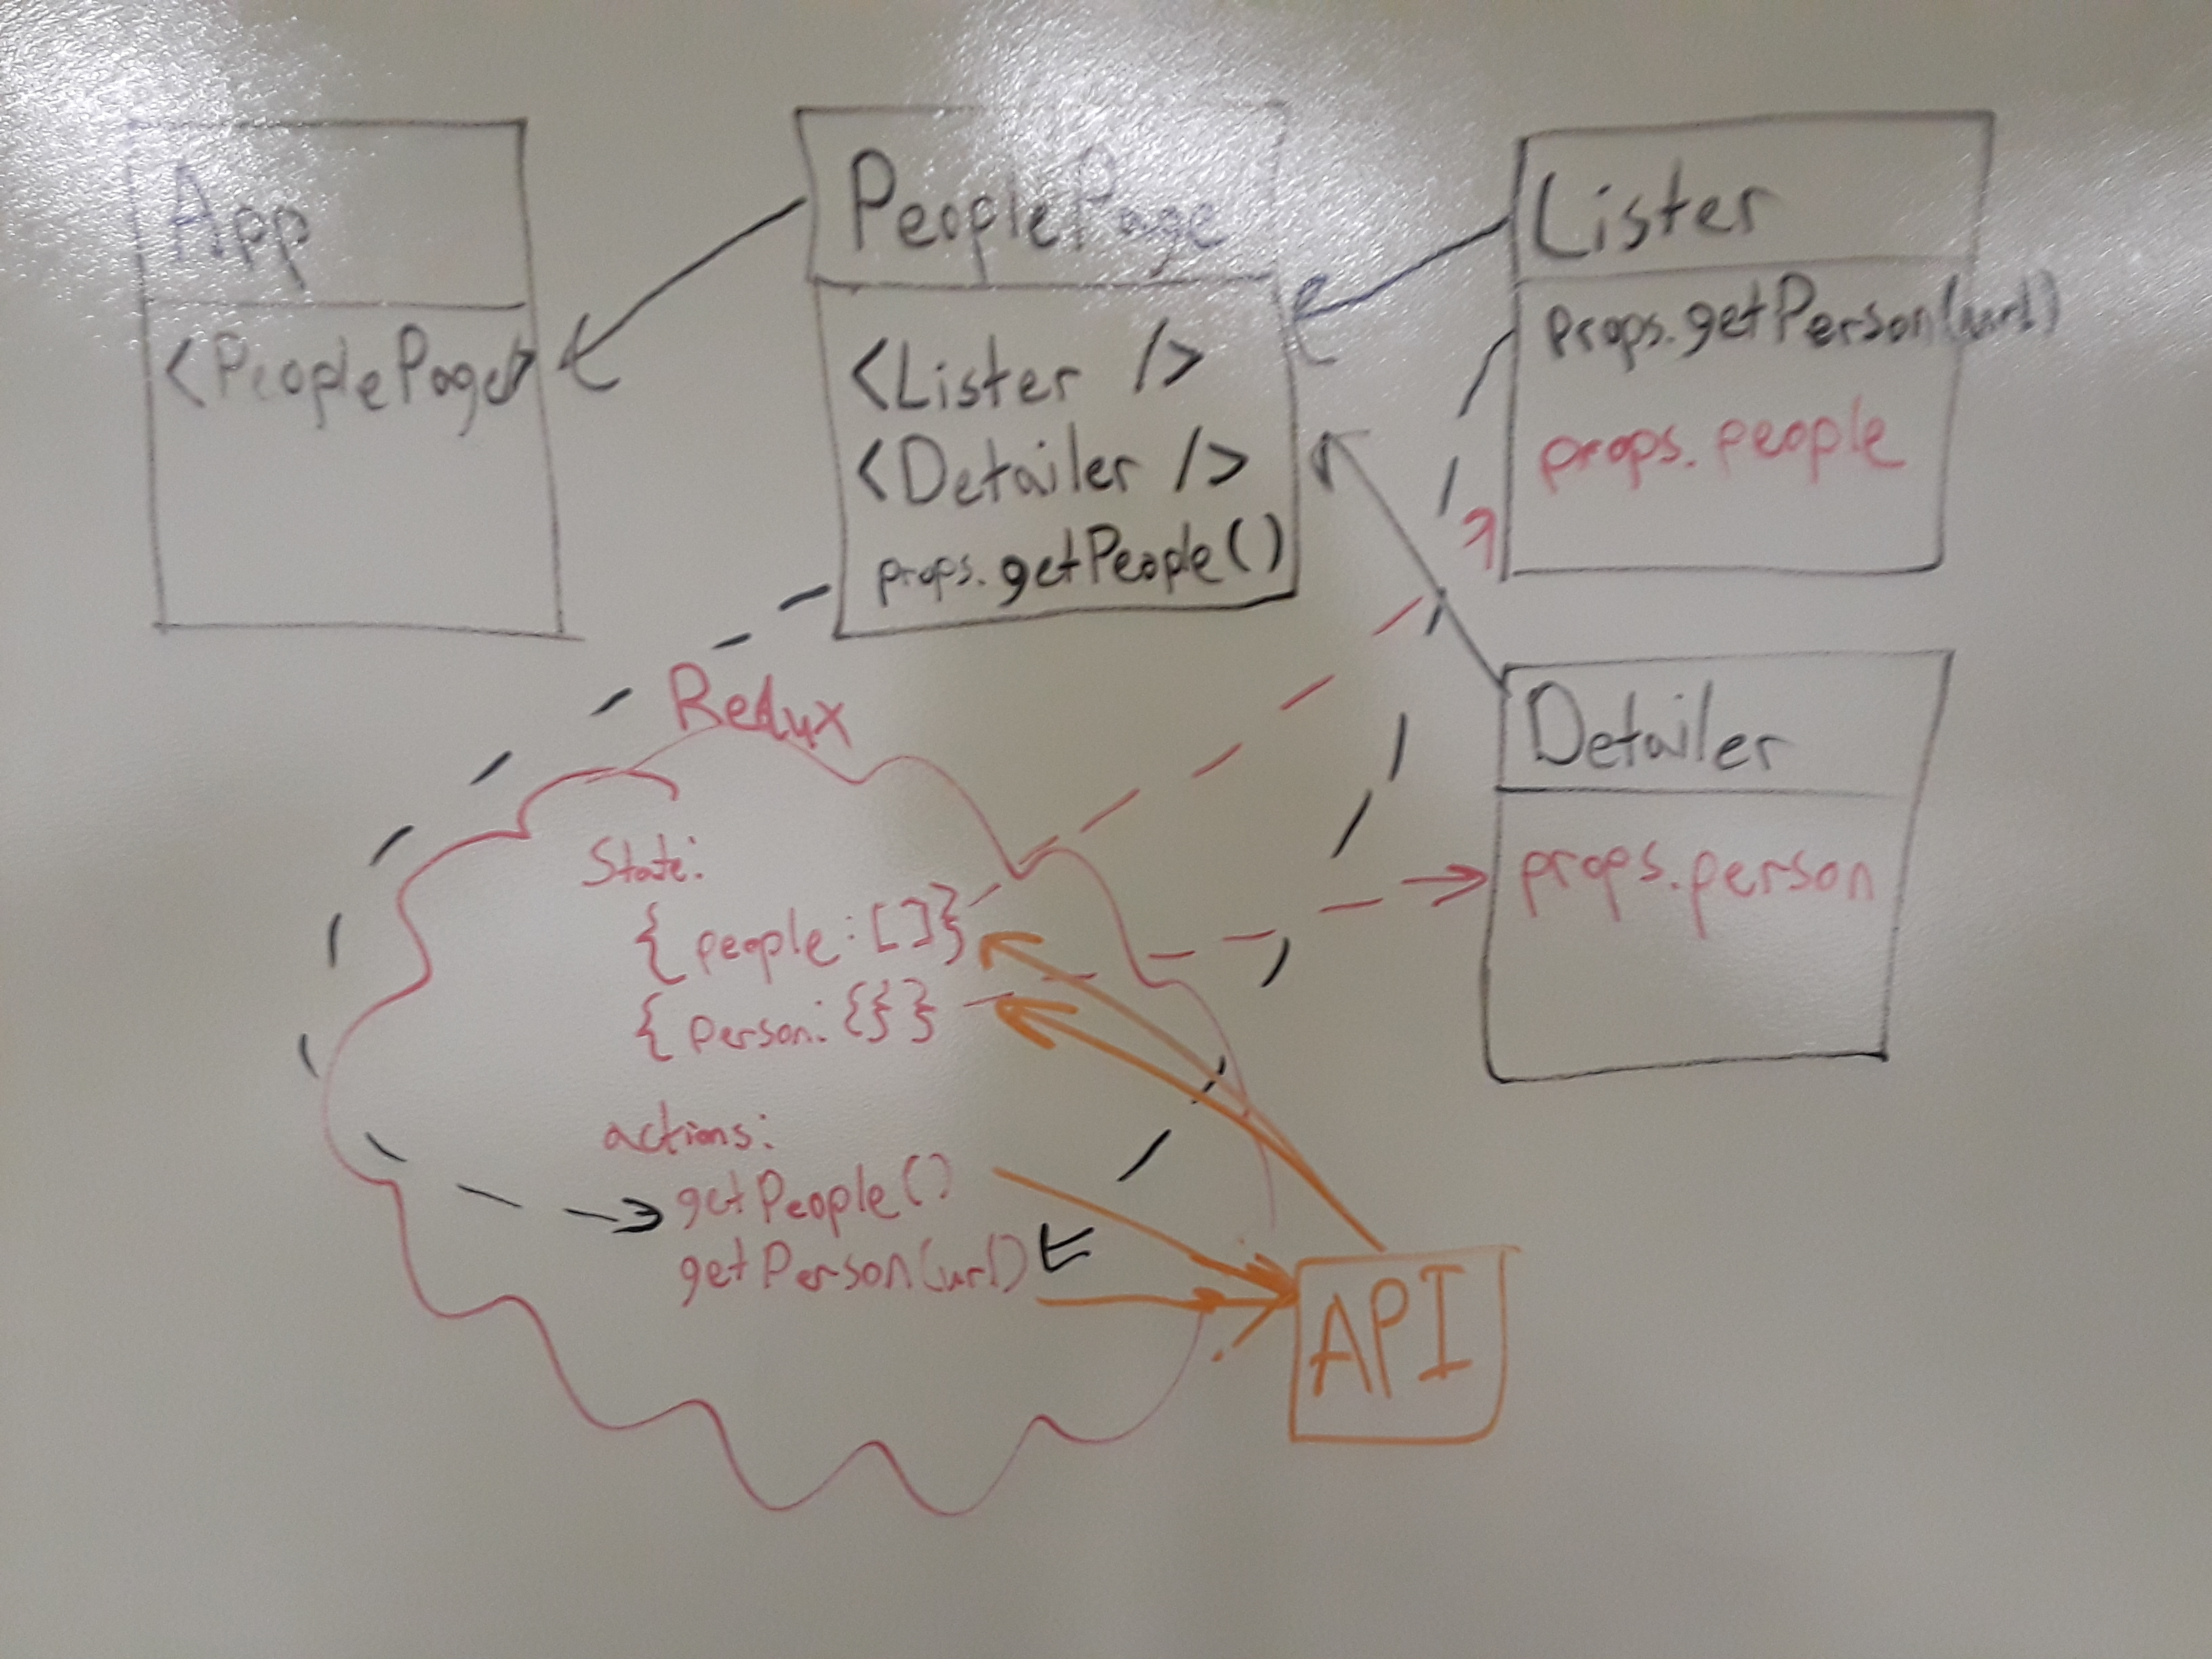 App
<PeoplePage>
PeoplePage
<Lister />
<Detailer />
props.getPeople()
Lister
props.getPerson(url)
props.people
Detailer
props.person
Redux
State:
{ people: []}
{ person: {}}
actions:
getPeople()
getPerson(url)
API